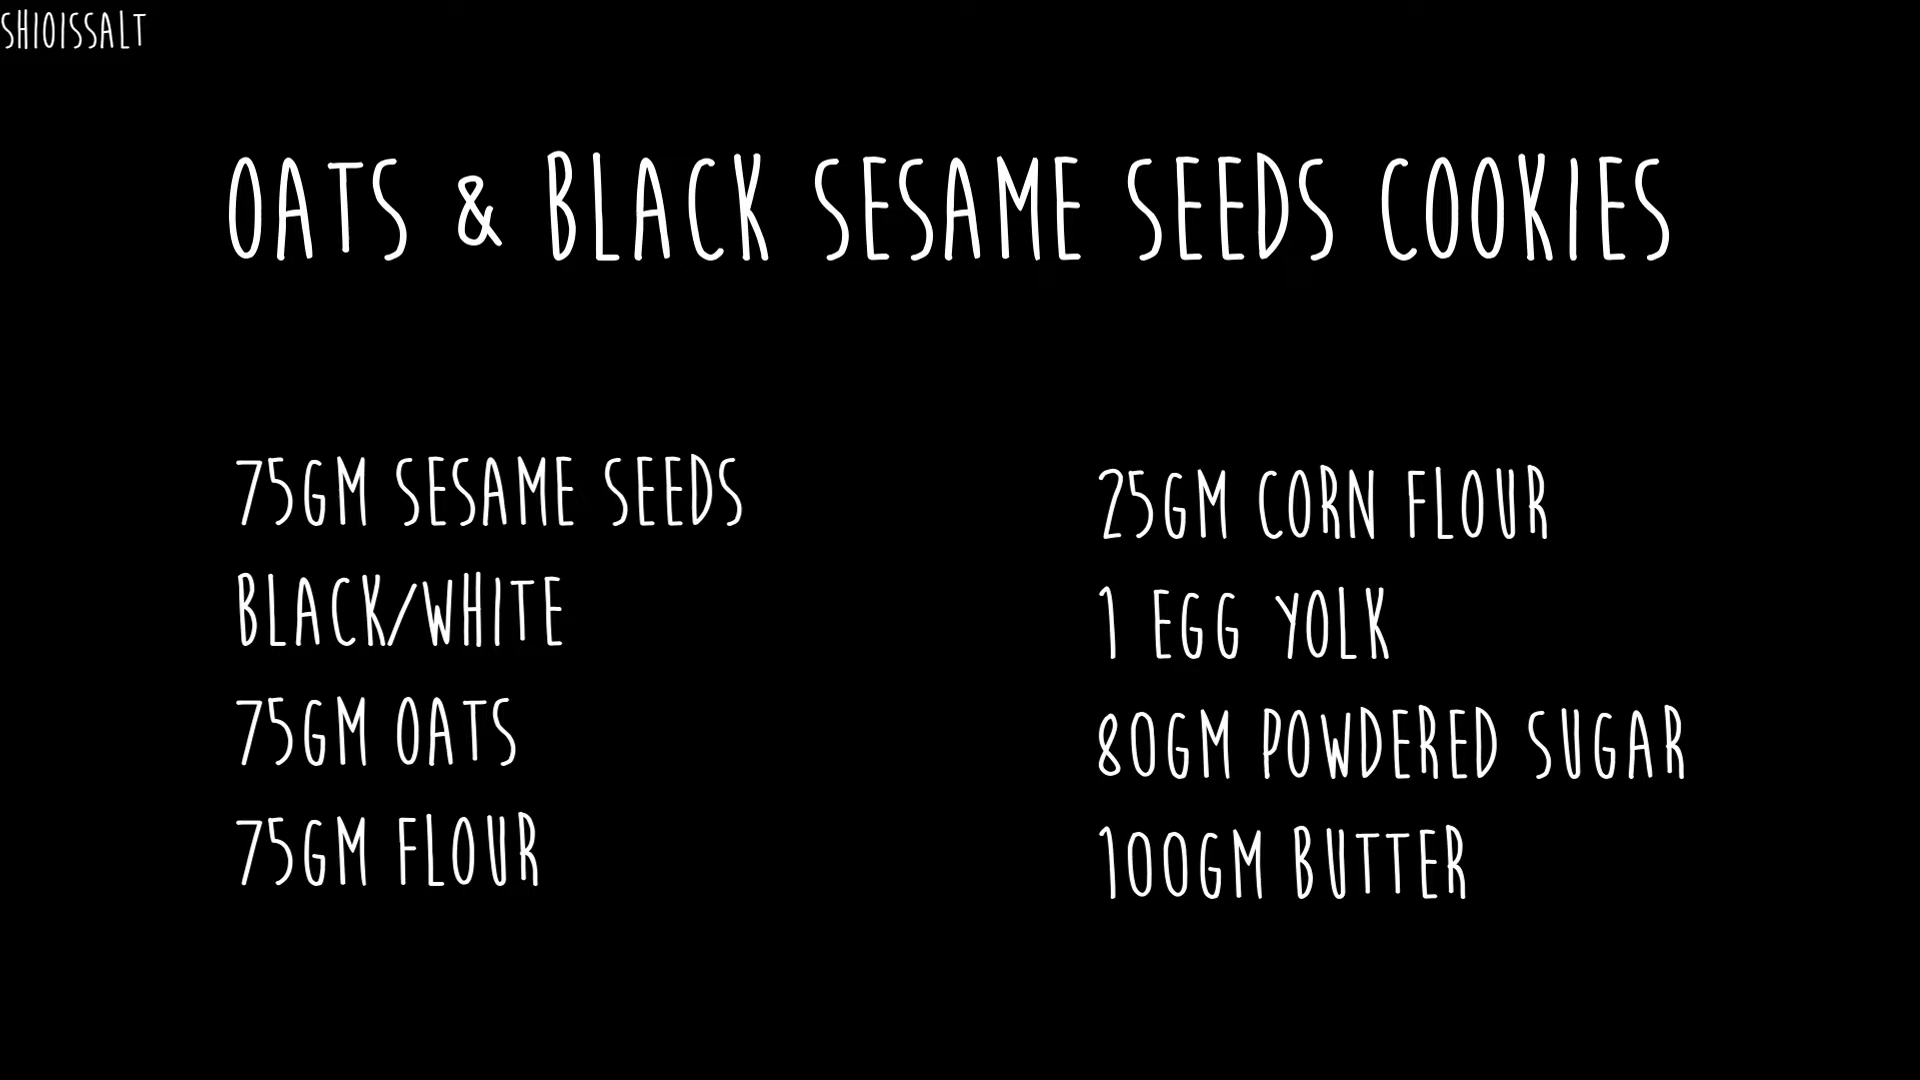 SHIOISSALT
OATS & BLACK SESAME SEEDS COOKIES
75GM SESAME SEEDS
BLACK/WHITE
75GM OATS
75GM FLOUR
25GM CORN FLOUR
1 EGG YOLK
80GM POWDERED SUGAR
100GM BUTTER